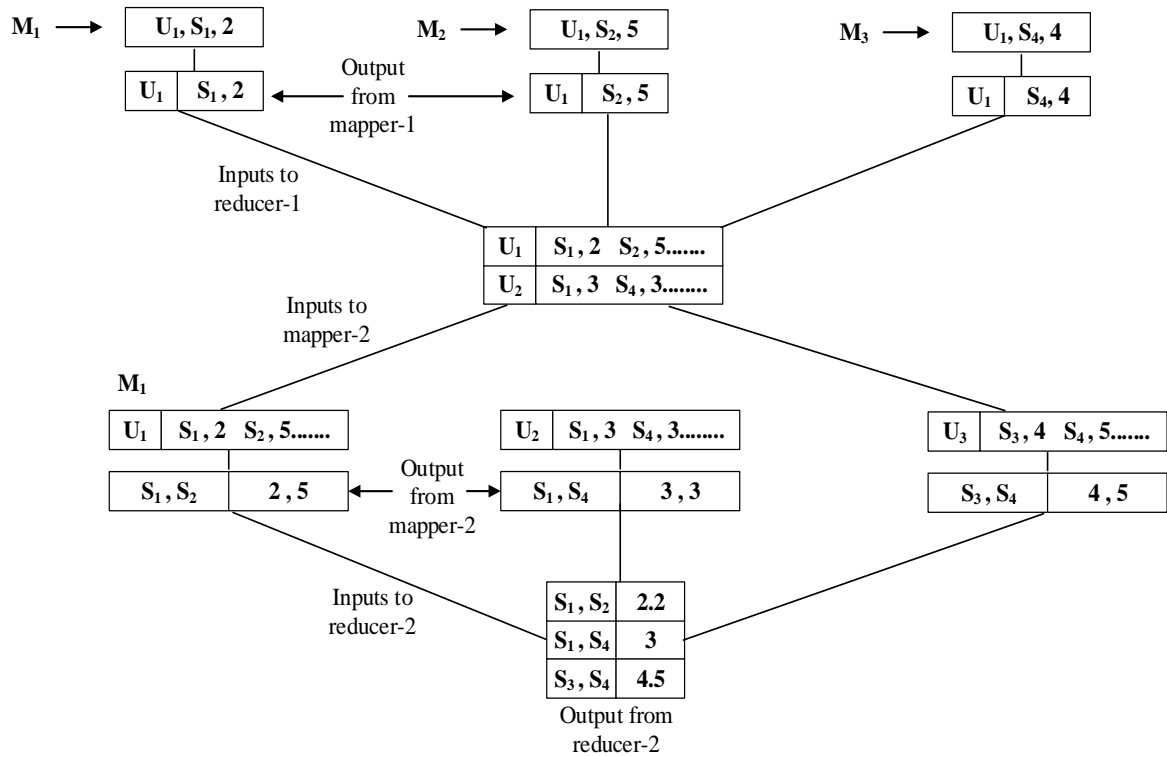 M₁
U₁, S₁, 2
M₂
U₁, S₂, 5
M₃
U₁, S₄, 4
U₁ S₁, 2
Output
from
mapper-1
U₁ S₂, 5
U₁ S₄, 4
Inputs to
reducer-1
U₁ S₁, 2 S₂, 5.......
U₂ S₁, 3 S₄, 3........
Inputs to
mapper-2
M₁
U₁ S₁, 2 S₂, 5.......
U₂ S₁, 3 S₄, 3........
U₃ S₃, 4 S₄, 5.......
S₁, S₂ 2, 5
Output
from
mapper-2
S₁, S₄ 3, 3
S₃, S₄ 4, 5
Inputs to
reducer-2
S₁, S₂ 2.2
S₁, S₄ 3
S₃, S₄ 4.5
Output from
reducer-2